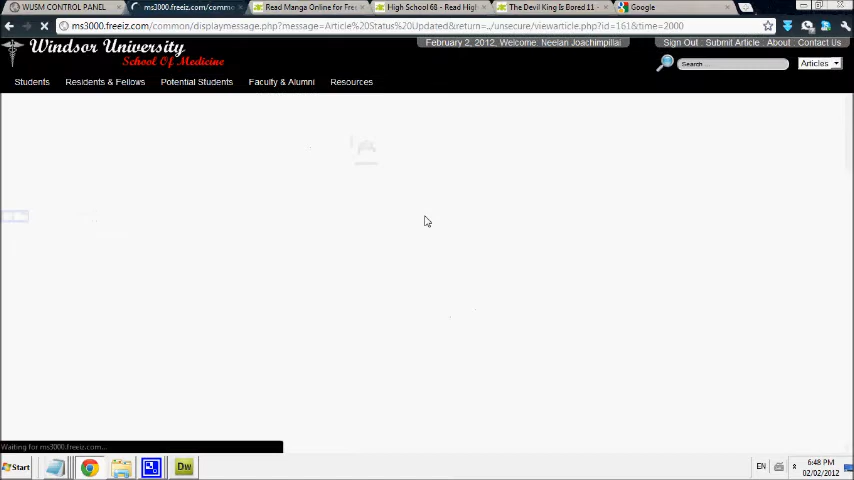 WUSM CONTROL PANEL
ms3000.freeiz.com/commo
Read Manga Online for Fre
High School 68 - Read High
The Devil King Is Bored 11 -
Google
ms3000.freeiz.com/common/displaymessage.php?message=Article%20Status%20Updated&return=../unsecure/viewarticle.php?id=161&time=2000
Windsor University
School Of Medicine
February 2, 2012, Welcome: Neelan Joachimpillai
Sign Out Submit Article About Contact Us
Search ...
Articles
Students Residents & Fellows Potential Students Faculty & Alumni Resources
Waiting for ms3000.freeiz.com...
Start
Dw
EN
6:48 PM
02/02/2012